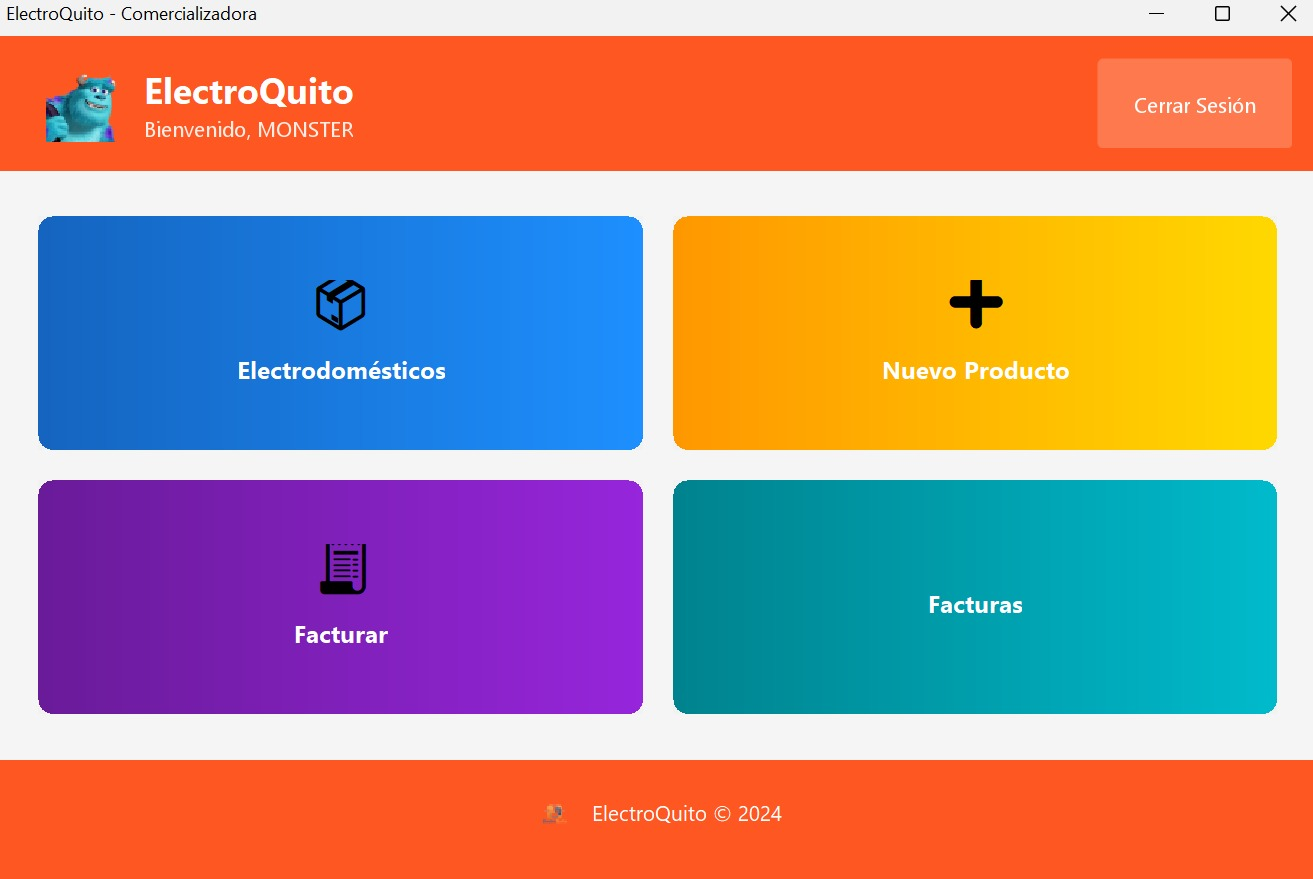 ElectroQuito - Comercializadora
ElectroQuito
Bienvenido, MONSTER
Cerrar Sesión
Electrodomésticos
Nuevo Producto
Facturar
Facturas
ElectroQuito © 2024